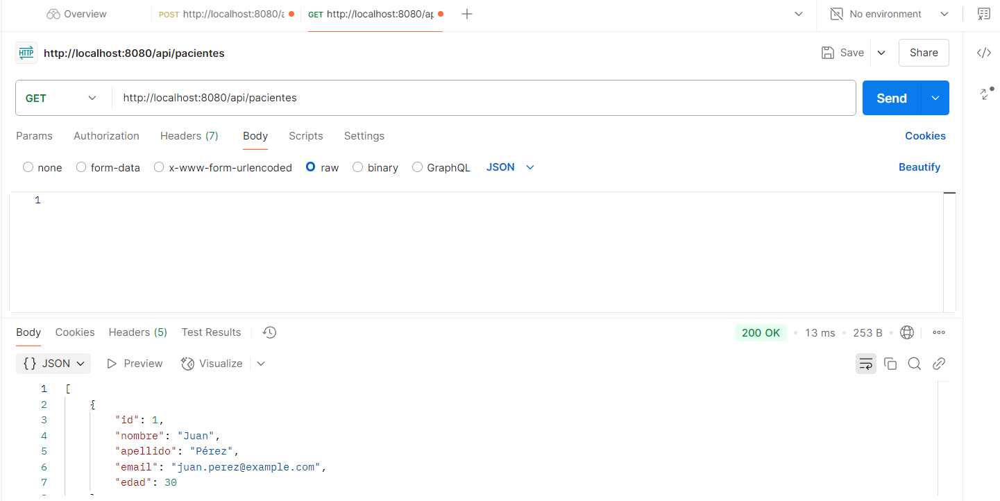 Overview POST http://localhost:8080/a GET http://localhost:8080/ap No environment
HTTP http://localhost:8080/api/pacientes Save Share
GET http://localhost:8080/api/pacientes Send
Params Authorization Headers (7) Body Scripts Settings Cookies
none form-data x-www-form-urlencoded raw binary GraphQL JSON Beautify
1
Body Cookies Headers (5) Test Results 200 OK • 13 ms • 253 B •
{} JSON Preview Visualize
1 [
2 {
3 "id": 1,
4 "nombre": "Juan",
5 "apellido": "Pérez",
6 "email": "juan.perez@example.com",
7 "edad": 30